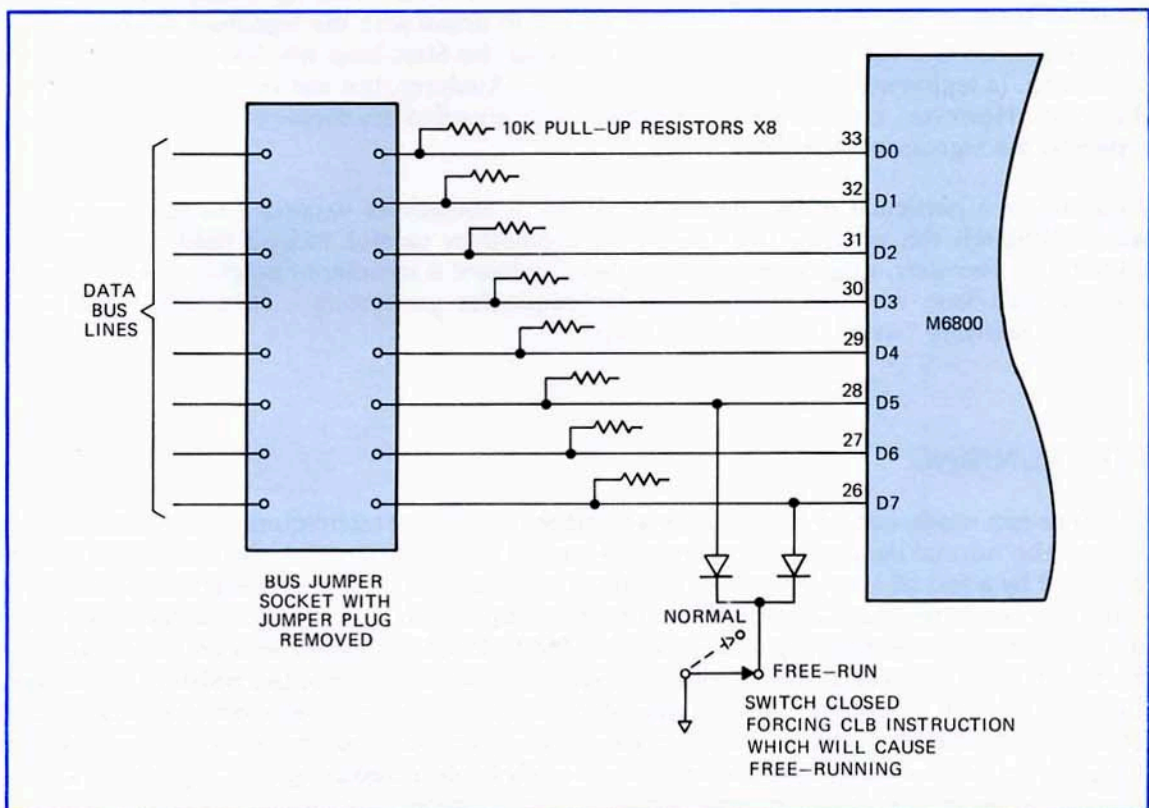 10K PULL-UP RESISTORS X8
33
D0
32
D1
31
D2
30
D3
29
D4
28
D5
27
D6
26
D7
DATA
BUS
LINES
M6800
BUS JUMPER
SOCKET WITH
JUMPER PLUG
REMOVED
NORMAL
FREE-RUN
SWITCH CLOSED
FORCING CLB INSTRUCTION
WHICH WILL CAUSE
FREE-RUNNING